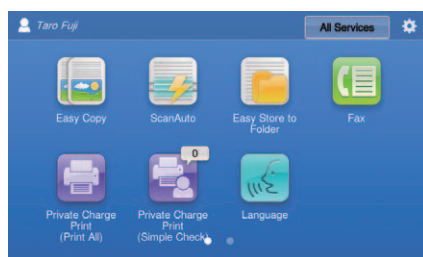 Taro Fuji
All Services
Easy Copy
ScanAuto
Easy Store to
Folder
Fax
0
Private Charge
Print
(Print All)
Private Charge
Print
(Simple Check)
Language